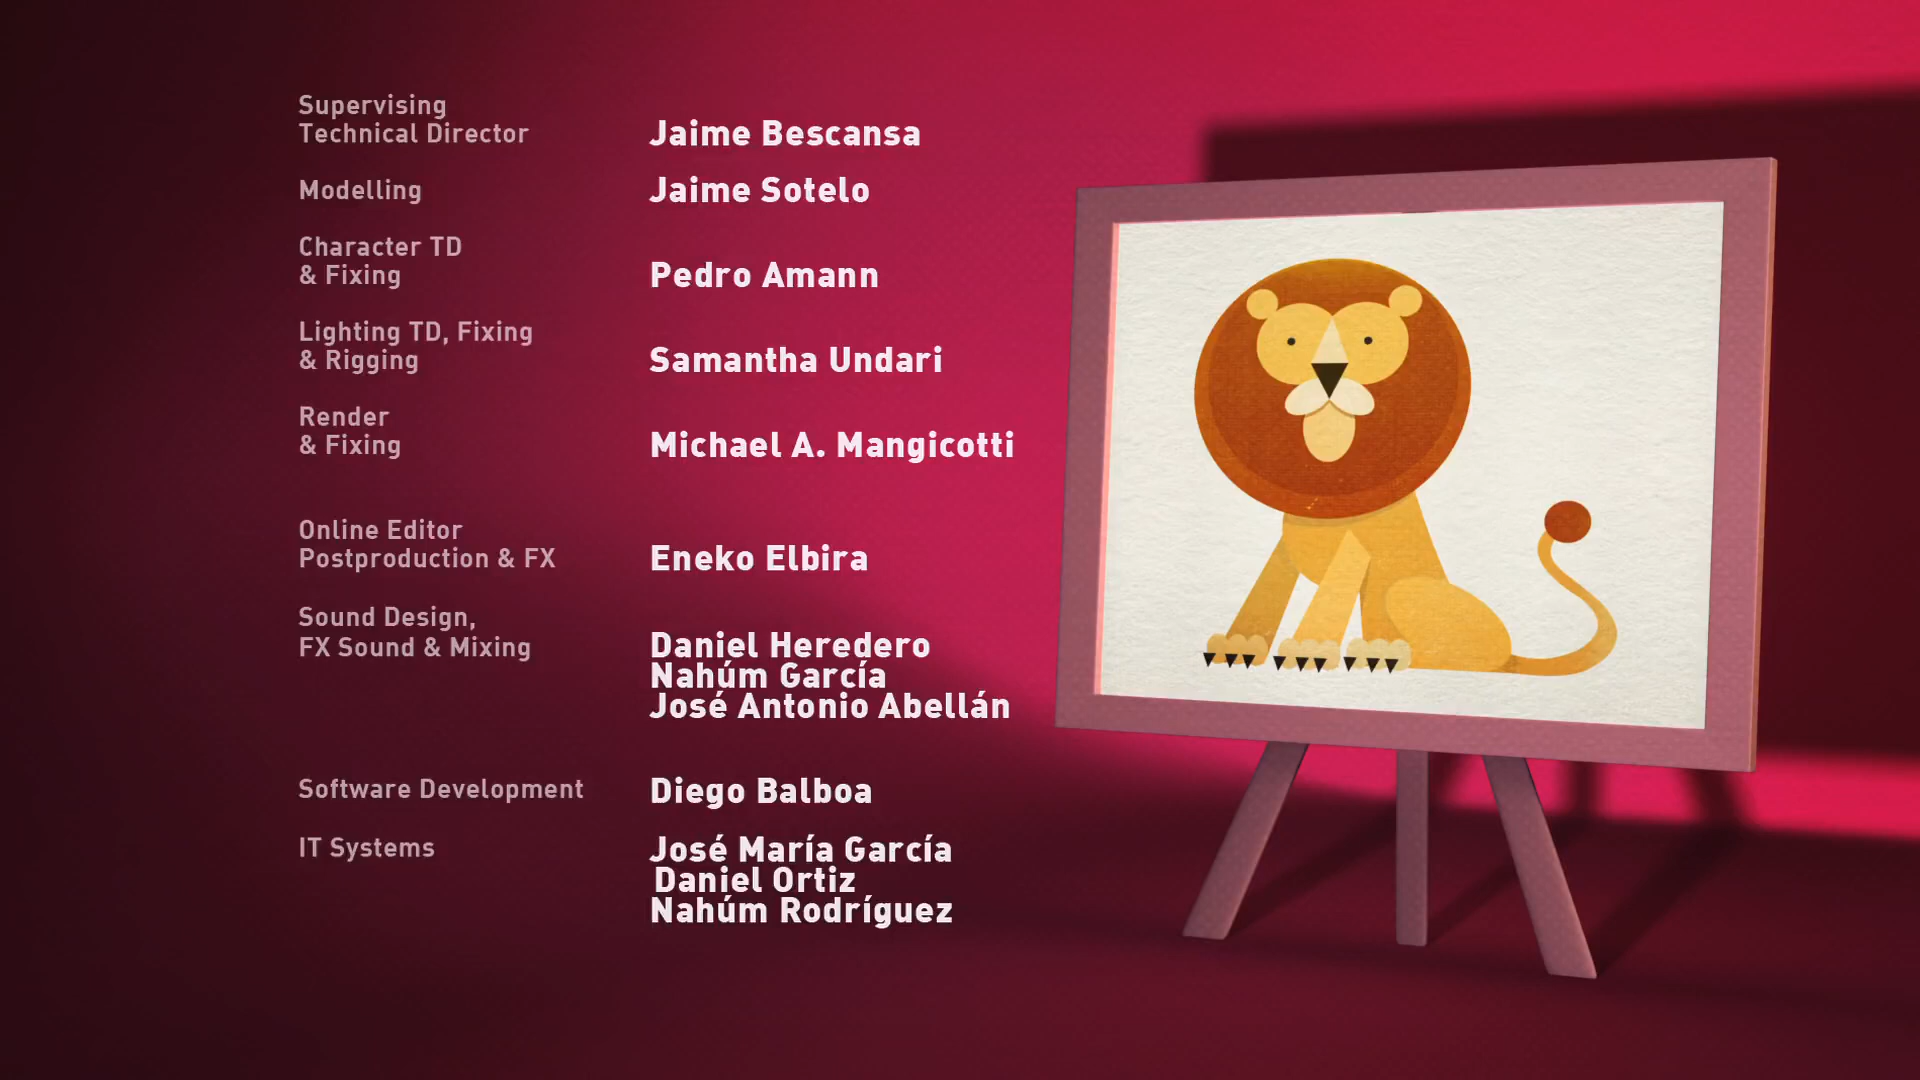 Supervising
Technical Director
Jaime Bescansa
Modelling
Jaime Sotelo
Character TD
& Fixing
Pedro Amann
Lighting TD, Fixing
& Rigging
Samantha Undari
Render
& Fixing
Michael A. Mangicotti
Online Editor
Postproduction & FX
Eneko Elbira
Sound Design,
FX Sound & Mixing
Daniel Heredero
Nahúm García
José Antonio Abellán
Software Development
Diego Balboa
IT Systems
José María García
Daniel Ortiz
Nahúm Rodríguez